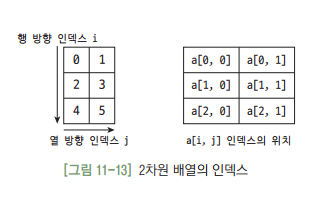 행 방향 인덱스 i
0 1
2 3
4 5
열 방향 인덱스 j
a[0, 0] a[0, 1]
a[1, 0] a[1, 1]
a[2, 0] a[2, 1]
a[i, j] 인덱스의 위치
[그림 11-13] 2차원 배열의 인덱스